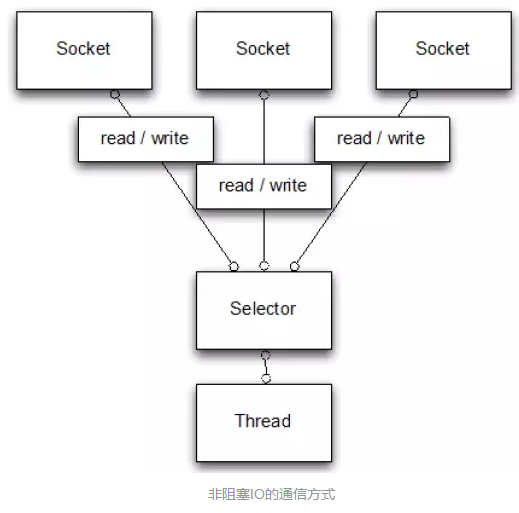 Socket
Socket
Socket
read / write
read / write
read / write
Selector
Thread
非阻塞IO的通信方式